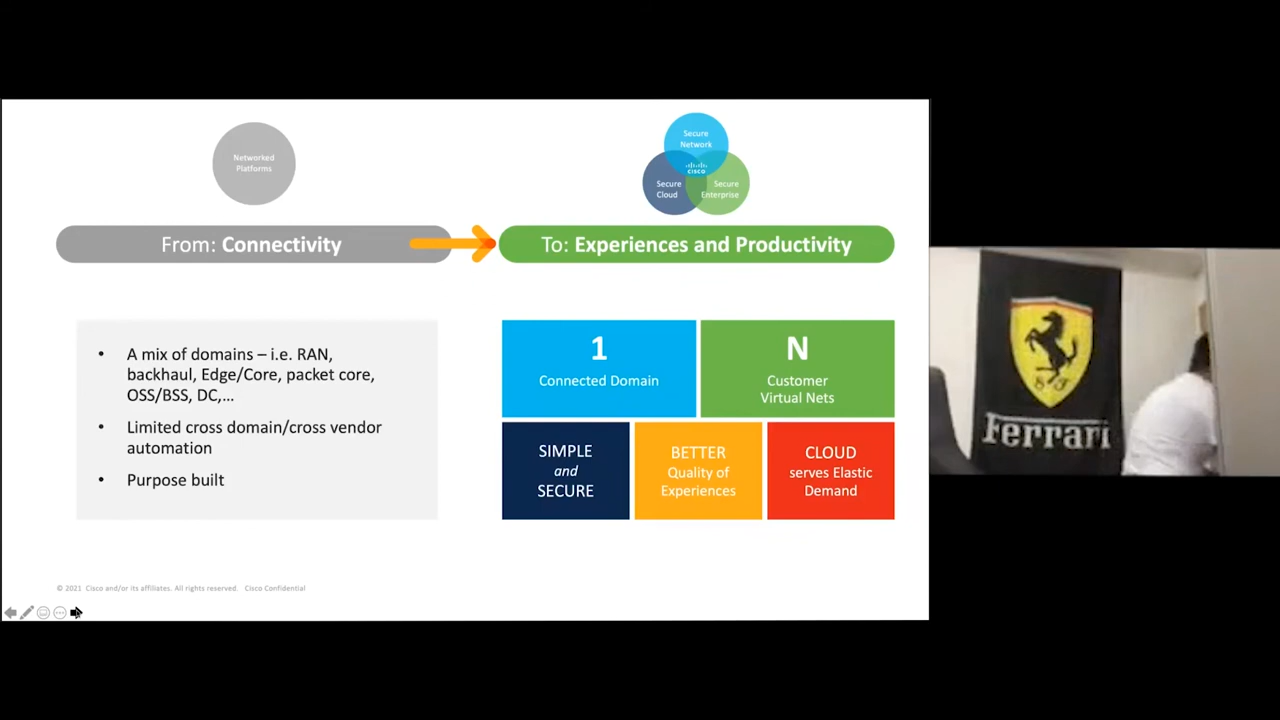 Networked
Platforms
Secure
Network
CISCO
Secure
Cloud
Secure
Enterprise
From: Connectivity
To: Experiences and Productivity
• A mix of domains – i.e. RAN,
backhaul, Edge/Core, packet core,
OSS/BSS, DC,...
• Limited cross domain/cross vendor
automation
• Purpose built
1
Connected Domain
N
Customer
Virtual Nets
SIMPLE
and
SECURE
BETTER
Quality of
Experiences
CLOUD
serves Elastic
Demand
© 2021 Cisco and/or its affiliates. All rights reserved. Cisco Confidential
S F
Ferrari